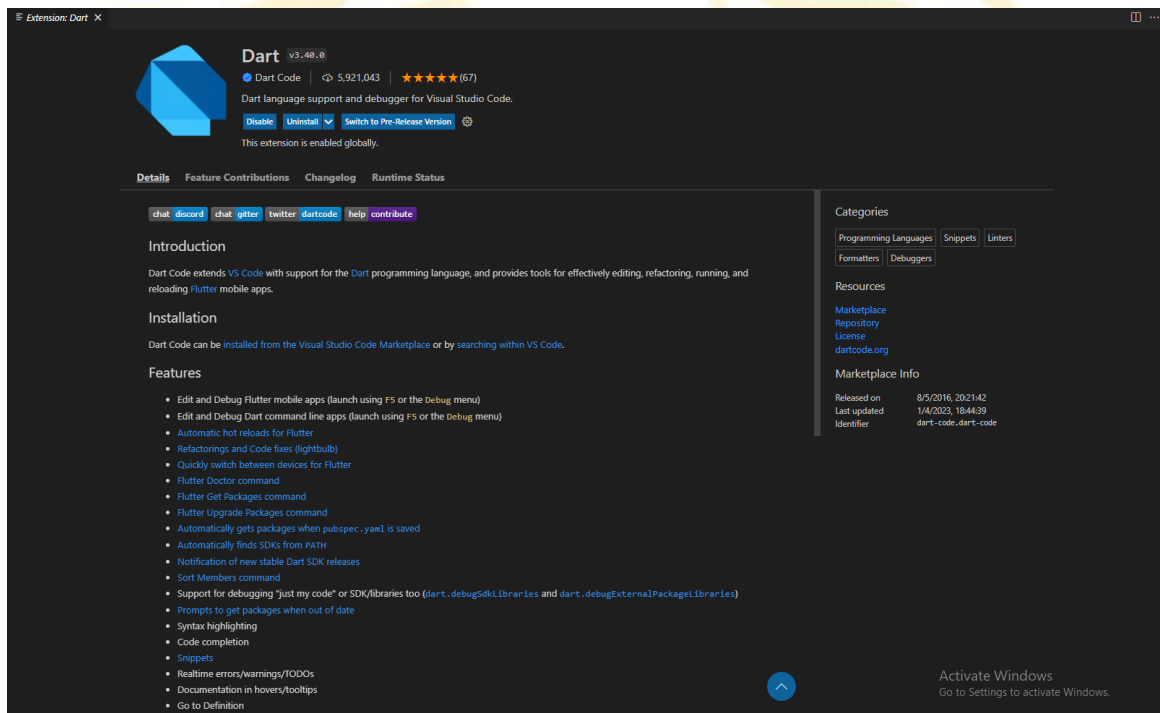 Extension: Dart
Dart v3.40.0
Dart Code 5,921,043 (67)
Dart language support and debugger for Visual Studio Code.
Disable Uninstall Switch to Pre-Release Version
This extension is enabled globally.
Details Feature Contributions Changelog Runtime Status
chat discord chat gitter twitter dartcode help contribute
Introduction
Dart Code extends VS Code with support for the Dart programming language, and provides tools for effectively editing, refactoring, running, and
reloading Flutter mobile apps.
Installation
Dart Code can be installed from the Visual Studio Code Marketplace or by searching within VS Code.
Features
Edit and Debug Flutter mobile apps (launch using F5 or the Debug menu)
Edit and Debug Dart command line apps (launch using F5 or the Debug menu)
Automatic hot reloads for Flutter
Refactorings and Code fixes (lightbulb)
Quickly switch between devices for Flutter
Flutter Doctor command
Flutter Get Packages command
Flutter Upgrade Packages command
Automatically gets packages when pubspec.yaml is saved
Automatically finds SDKs from PATH
Notification of new stable Dart SDK releases
Sort Members command
Support for debugging "just my code" or SDK/libraries too (dart.debugSdkLibraries and dart.debugExternalPackageLibraries)
Prompts to get packages when out of date
Syntax highlighting
Code completion
Snippets
Realtime errors/warnings/TODOs
Documentation in hovers/tooltips
Go to Definition
Categories
Programming Languages Snippets Linters
Formatters Debuggers
Resources
Marketplace
Repository
License
dartcode.org
Marketplace Info
Released on 8/5/2016, 20:21:42
Last updated 1/4/2023, 18:44:39
Identifier dart-code.dart-code
Activate Windows
Go to Settings to activate Windows.